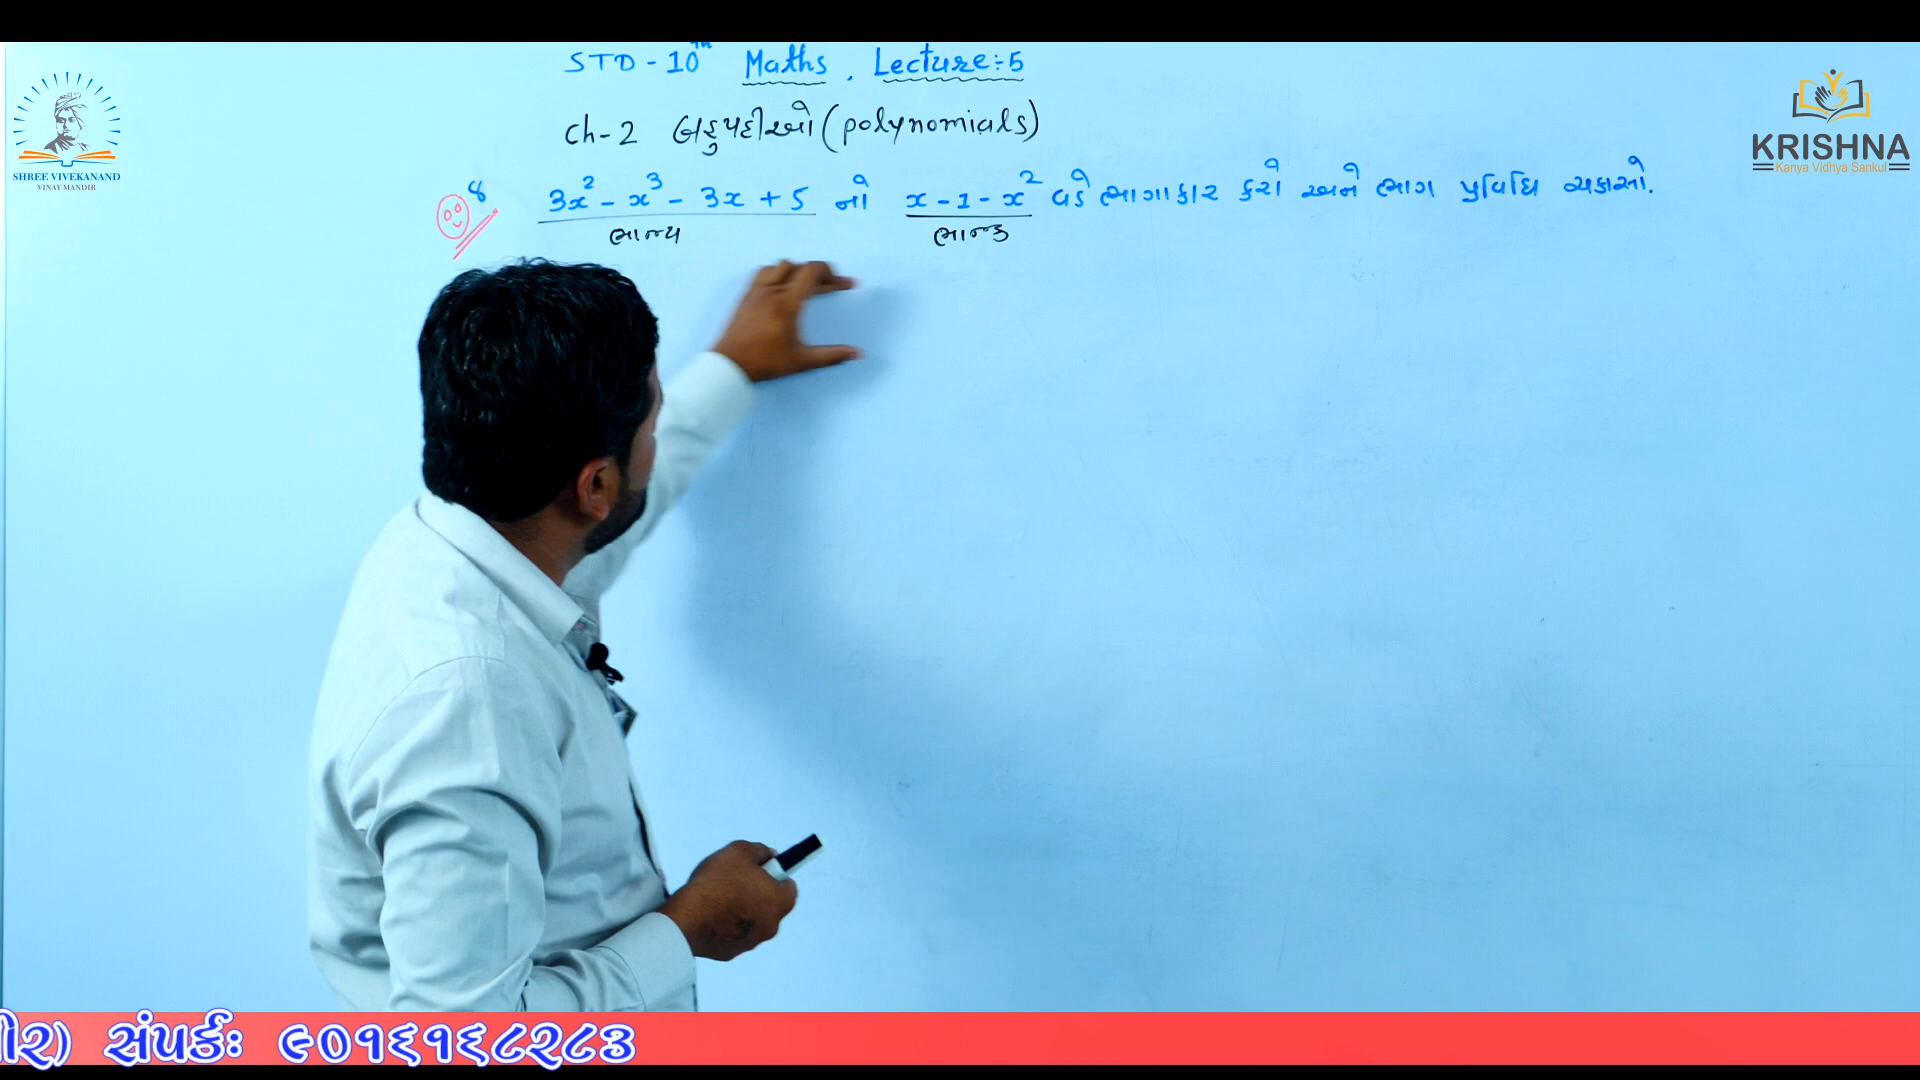 STD - 10th Maths, Lecture:-5
Ch-2 બહુપદીઓ (polynomials)
8 3x² - x³ - 3x + 5 નો x - 1 - x² વડે ભાગાકાર કરો અને ભાગ પ્રવિધિ ચકાસો.
ભાજ્ય ભાજક
SHREE VIVEKANAND
VINAY MANDIR
KRISHNA
Kanya Vidhya Sankul
સંપર્કઃ ૯૦૧૬૧૬૮૨૮૩